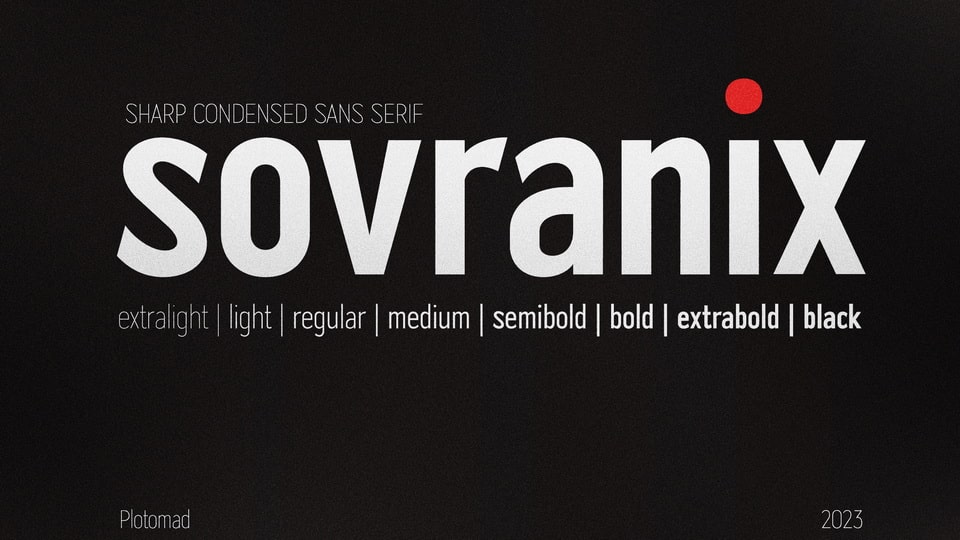 SHARP CONDENSED SANS SERIF
sovranix
extralight | light | regular | medium | semibold | bold | extrabold | black
Plotomad
2023